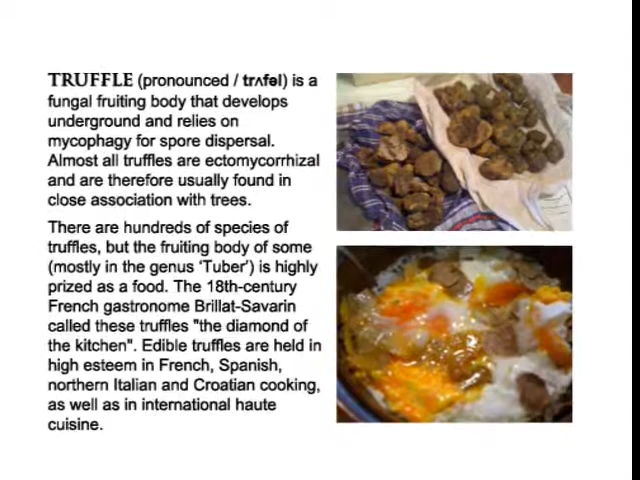 TRUFFLE (pronounced / trʌfəl) is a
fungal fruiting body that develops
underground and relies on
mycophagy for spore dispersal.
Almost all truffles are ectomycorrhizal
and are therefore usually found in
close association with trees.
There are hundreds of species of
truffles, but the fruiting body of some
(mostly in the genus ‘Tuber’) is highly
prized as a food. The 18th-century
French gastronome Brillat-Savarin
called these truffles "the diamond of
the kitchen". Edible truffles are held in
high esteem in French, Spanish,
northern Italian and Croatian cooking,
as well as in international haute
cuisine.